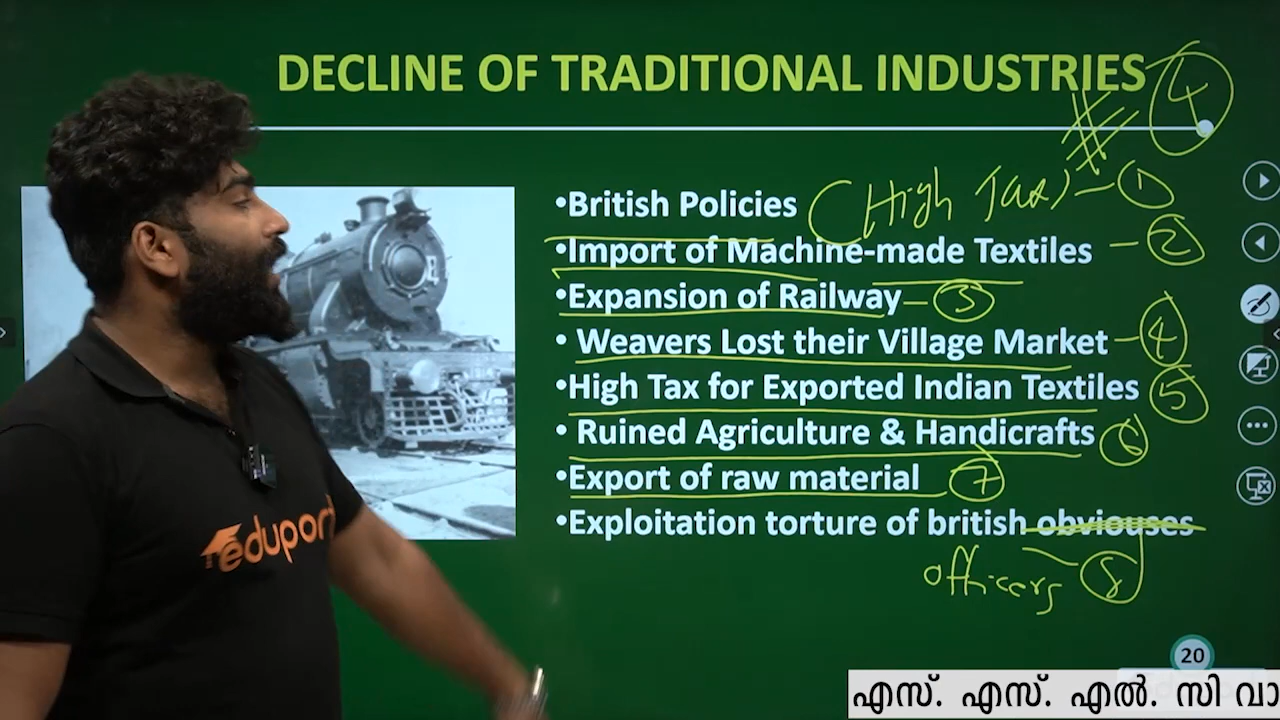 DECLINE OF TRADITIONAL INDUSTRIES 4
•British Policies (High Tax) – 1
•Import of Machine-made Textiles – 2
•Expansion of Railway – 3
• Weavers Lost their Village Market – 4
•High Tax for Exported Indian Textiles 5
• Ruined Agriculture & Handicrafts 6
•Export of raw material 7
•Exploitation torture of british obviouses
officers 8
eduport
20
എസ്. എസ്. എൽ. സി വാ